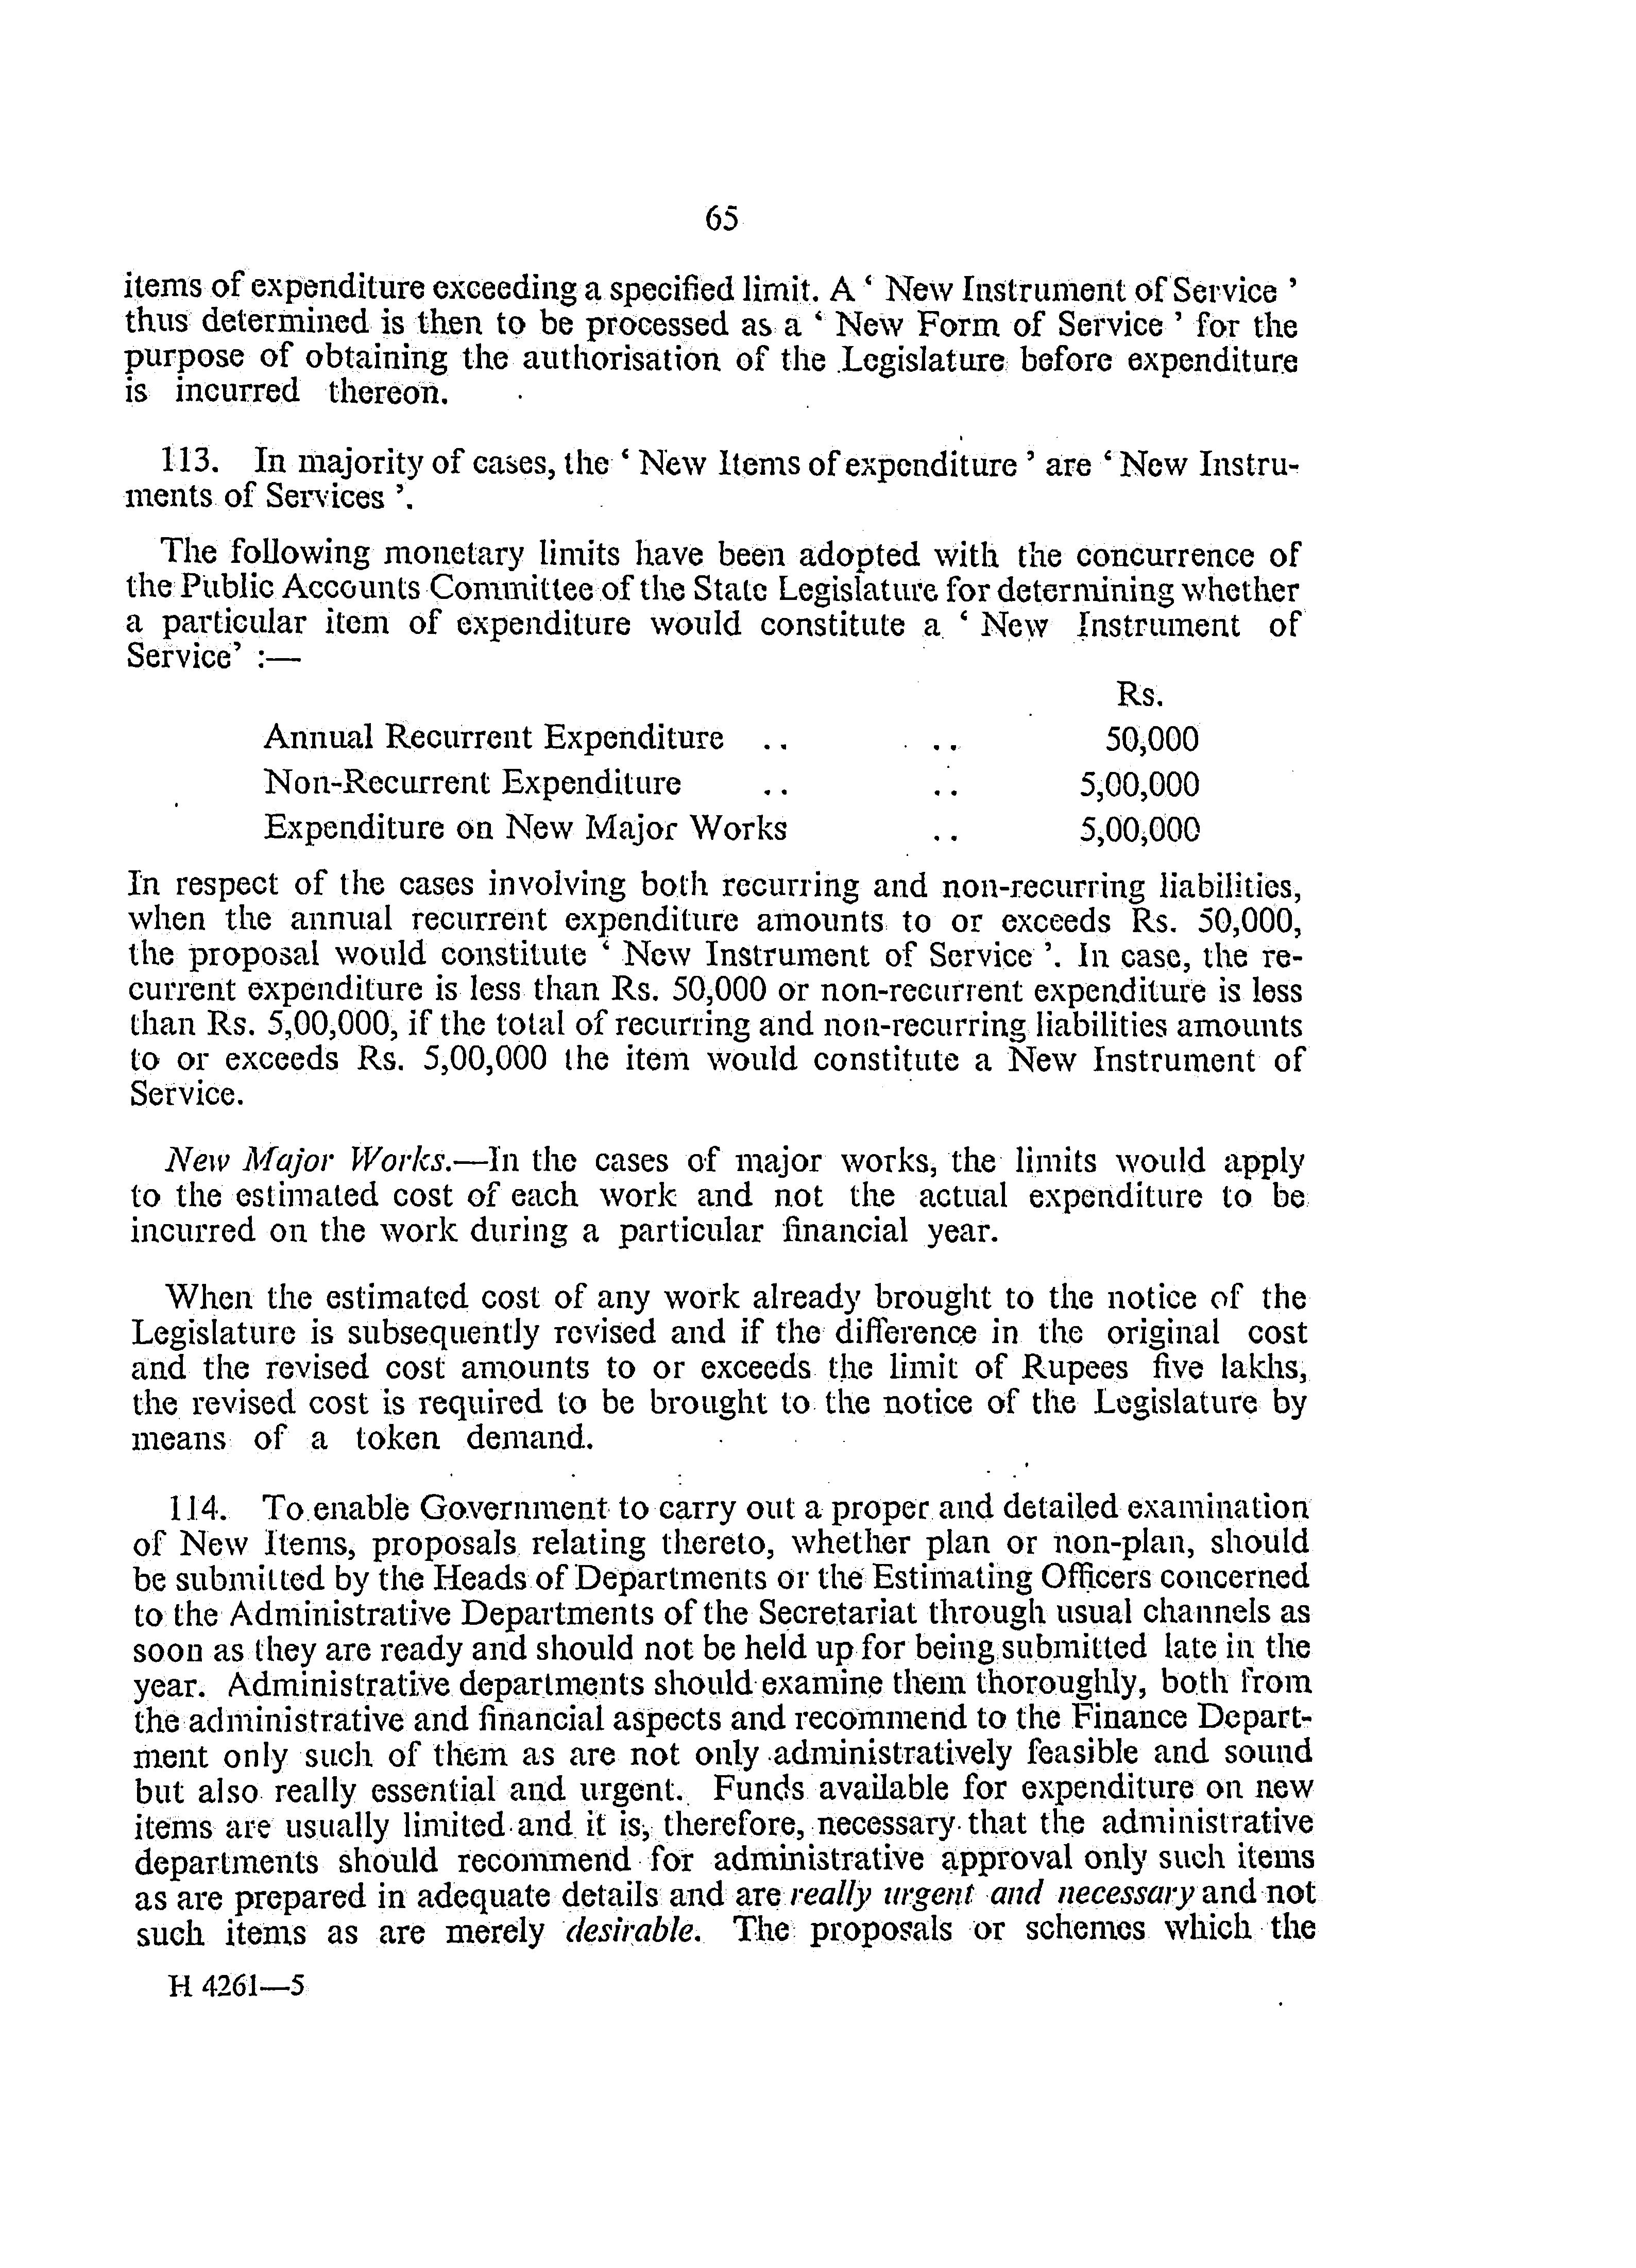 65
items of expenditure exceeding a specified limit. A ‘ New Instrument of Service ’
thus determined is then to be processed as a ‘ New Form of Service ’ for the
purpose of obtaining the authorisation of the Legislature before expenditure
is incurred thereon.
113. In majority of cases, the ‘ New Items of expenditure ’ are ‘ New Instru-
ments of Services ’.
The following monetary limits have been adopted with the concurrence of
the Public Accounts Committee of the State Legislature for determining whether
a particular item of expenditure would constitute a ‘ New Instrument of
Service’ :—
Rs.
Annual Recurrent Expenditure .. .. 50,000
Non-Recurrent Expenditure .. .. 5,00,000
Expenditure on New Major Works .. 5,00,000
In respect of the cases involving both recurring and non-recurring liabilities,
when the annual recurrent expenditure amounts to or exceeds Rs. 50,000,
the proposal would constitute ‘ New Instrument of Service ’. In case, the re-
current expenditure is less than Rs. 50,000 or non-recurrent expenditure is less
than Rs. 5,00,000, if the total of recurring and non-recurring liabilities amounts
to or exceeds Rs. 5,00,000 the item would constitute a New Instrument of
Service.
New Major Works.—In the cases of major works, the limits would apply
to the estimated cost of each work and not the actual expenditure to be
incurred on the work during a particular financial year.
When the estimated cost of any work already brought to the notice of the
Legislature is subsequently revised and if the difference in the original cost
and the revised cost amounts to or exceeds the limit of Rupees five lakhs,
the revised cost is required to be brought to the notice of the Legislature by
means of a token demand.
114. To enable Government to carry out a proper and detailed examination
of New Items, proposals relating thereto, whether plan or non-plan, should
be submitted by the Heads of Departments or the Estimating Officers concerned
to the Administrative Departments of the Secretariat through usual channels as
soon as they are ready and should not be held up for being submitted late in the
year. Administrative departments should examine them thoroughly, both from
the administrative and financial aspects and recommend to the Finance Depart-
ment only such of them as are not only administratively feasible and sound
but also really essential and urgent. Funds available for expenditure on new
items are usually limited and it is, therefore, necessary that the administrative
departments should recommend for administrative approval only such items
as are prepared in adequate details and are really urgent and necessary and not
such items as are merely desirable. The proposals or schemes which the
H 4261—5